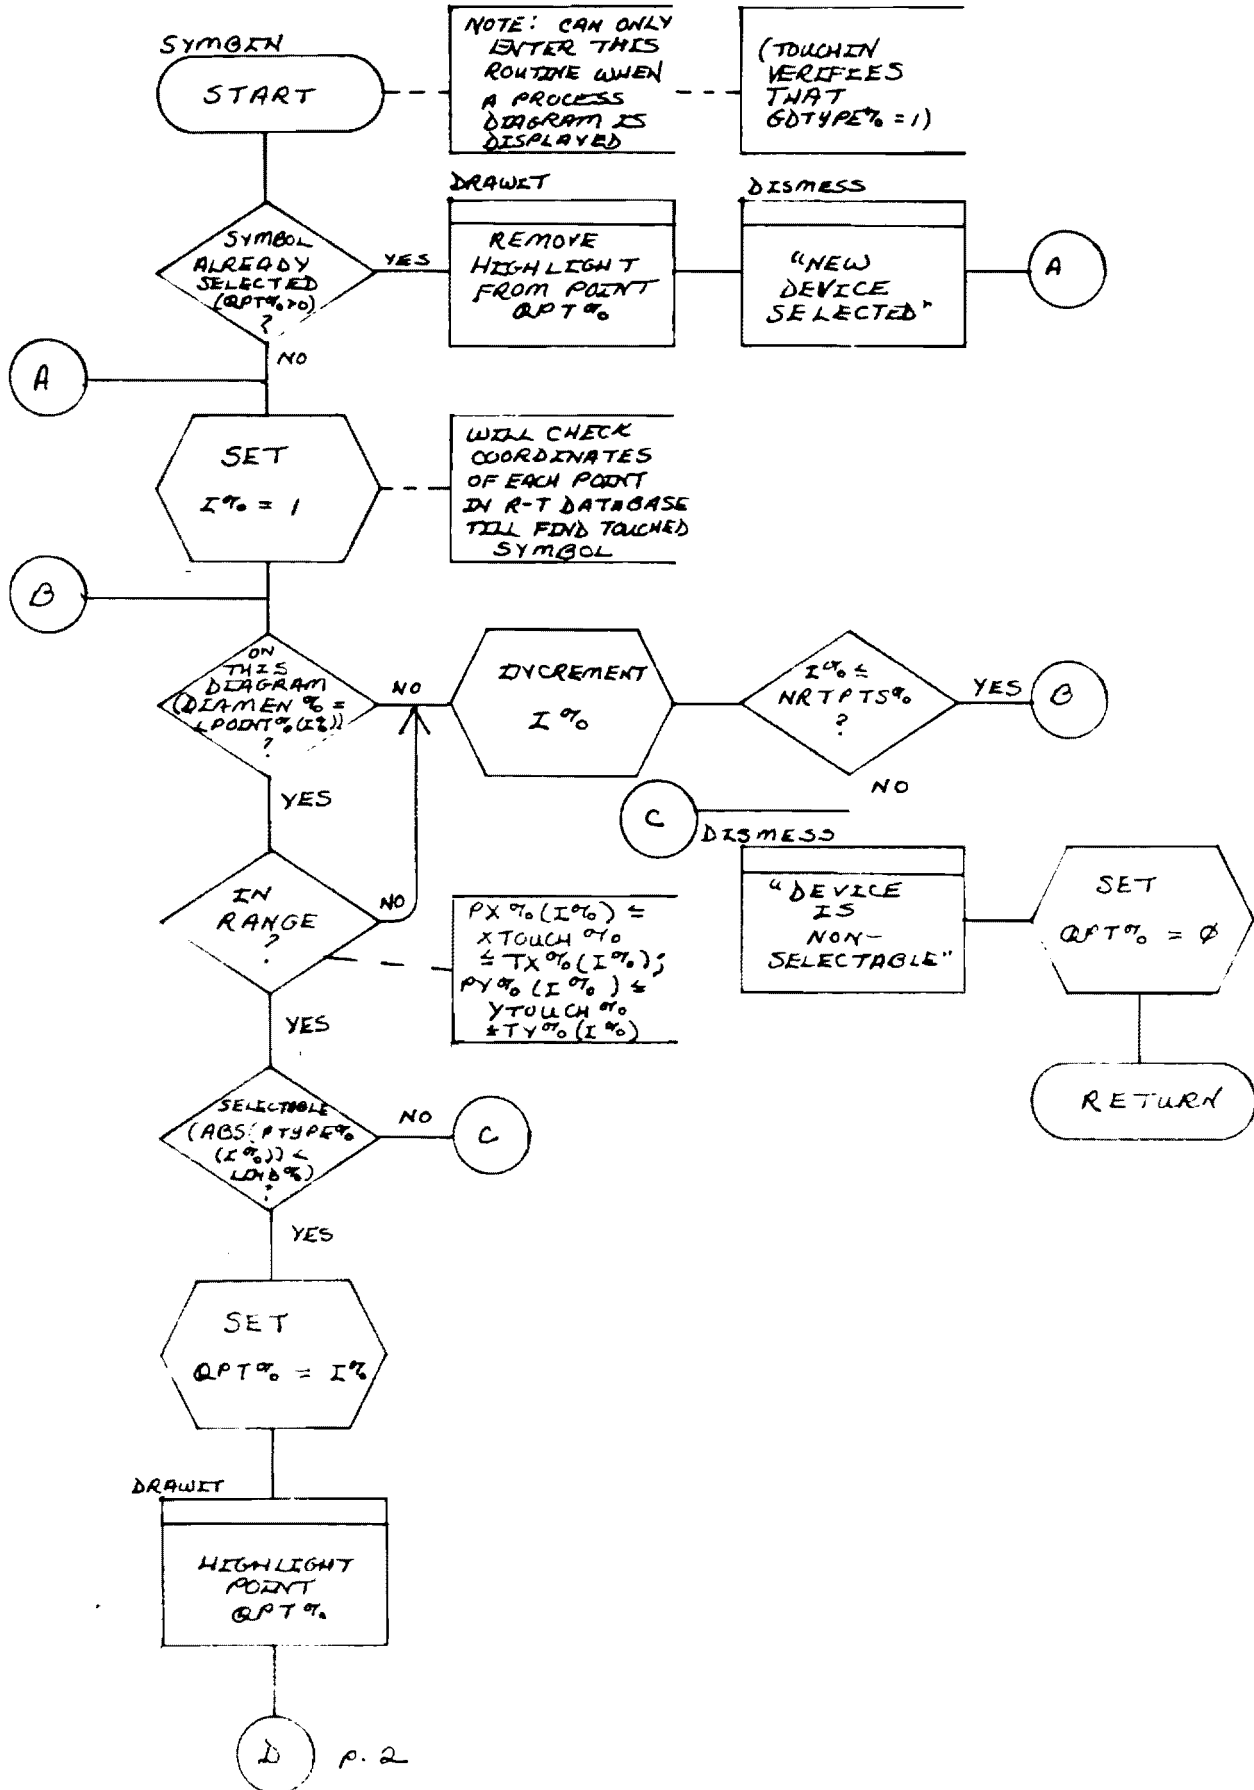 SYMBIN
START
NOTE: CAN ONLY
ENTER THIS
ROUTINE WHEN
A PROCESS
DIAGRAM IS
DISPLAYED
(TOUCHIN
VERIFIES
THAT
GDTYPE% = 1)
SYMBOL
ALREADY
SELECTED
(QPT%>0)
?
YES
DRAWIT
REMOVE
HIGHLIGHT
FROM POINT
QPT%
DISMESS
"NEW
DEVICE
SELECTED"
A
NO
A
SET
I% = 1
WILL CHECK
COORDINATES
OF EACH POINT
IN R-T DATABASE
TILL FIND TOUCHED
SYMBOL
B
ON
THIS
DIAGRAM
(DIAMEN% =
LPOINT%(I%))
?
NO
INCREMENT
I%
I% ≤
NRTPTS%
?
YES
B
NO
YES
C
DISMESS
"DEVICE
IS
NON-
SELECTABLE"
SET
QPT% = Ø
RETURN
IN
RANGE
?
NO
PX%(I%) ≤
XTOUCH%
≤ TX%(I%);
PY%(I%) ≤
YTOUCH%
≤TY%(I%)
YES
SELECTABLE
(ABS(PTYPE%
(I%)) <
?
NO
C
YES
SET
QPT% = I%
DRAWIT
HIGHLIGHT
POINT
QPT%
D p. 2